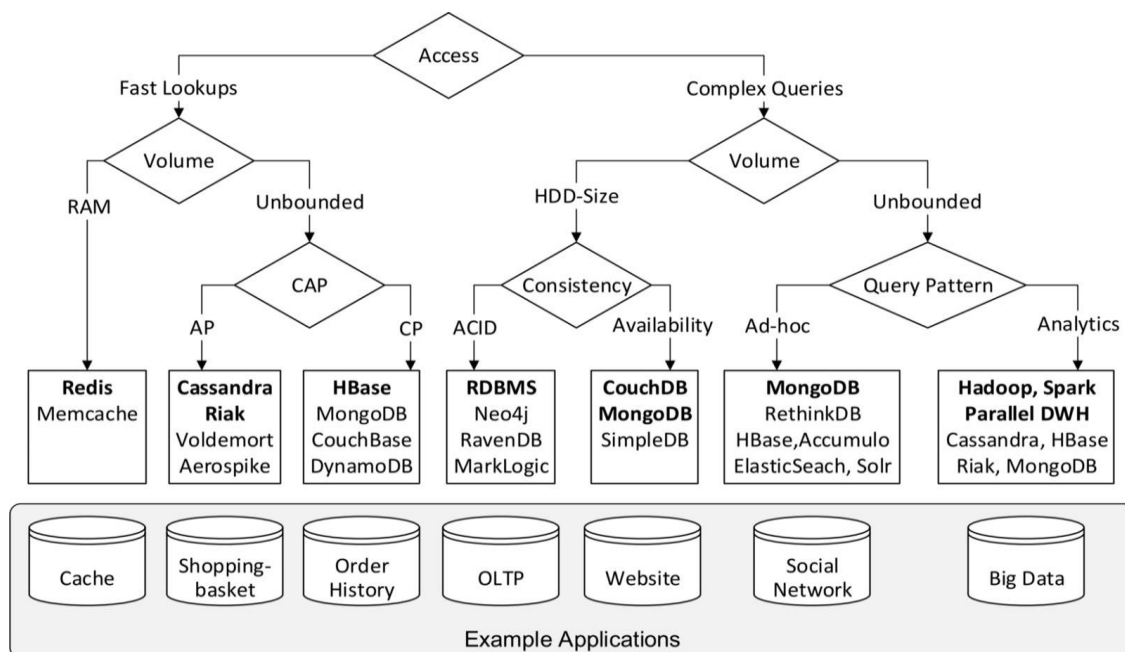 Access
Fast Lookups
Complex Queries
Volume
Volume
RAM
Unbounded
HDD-Size
Unbounded
CAP
Consistency
Query Pattern
AP
CP
ACID
Availability
Ad-hoc
Analytics
Redis
Memcache
Cassandra
Riak
Voldemort
Aerospike
HBase
MongoDB
CouchBase
DynamoDB
RDBMS
Neo4j
RavenDB
MarkLogic
CouchDB
MongoDB
SimpleDB
MongoDB
RethinkDB
HBase,Accumulo
ElasticSeach, Solr
Hadoop, Spark
Parallel DWH
Cassandra, HBase
Riak, MongoDB
Cache
Shopping-
basket
Order
History
OLTP
Website
Social
Network
Big Data
Example Applications